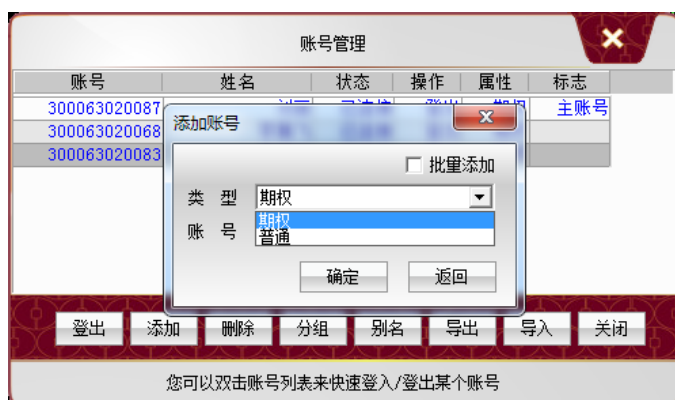 账号管理
账号 姓名 状态 操作 属性 标志
300063020087 主账号
300063020068
300063020083
添加账号
批量添加
类 型 期权
期权
普通
账 号
确定 返回
登出 添加 删除 分组 别名 导出 导入 关闭
您可以双击账号列表来快速登入/登出某个账号